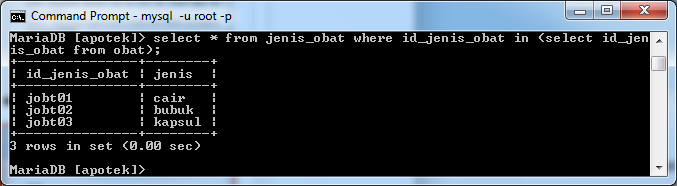 Command Prompt - mysql -u root -p
MariaDB [apotek]> select * from jenis_obat where id_jenis_obat in (select id_jen
is_obat from obat);
+---------------+--------+
| id_jenis_obat | jenis  |
+---------------+--------+
| jobt01        | cair   |
| jobt02        | bubuk  |
| jobt03        | kapsul |
+---------------+--------+
3 rows in set (0.00 sec)
MariaDB [apotek]>